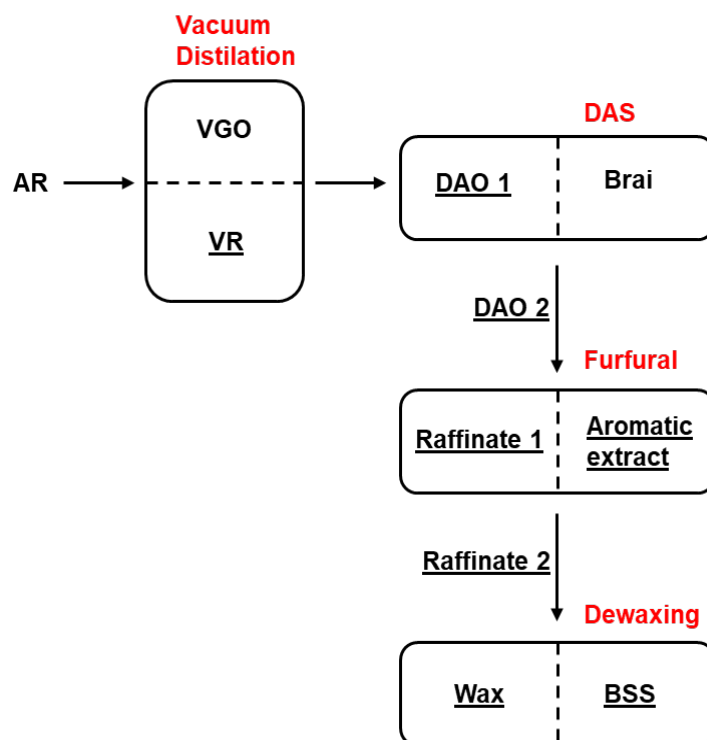 Vacuum
Distilation
VGO
DAS
AR
DAO 1
Brai
VR
DAO 2
Furfural
Raffinate 1
Aromatic
extract
Raffinate 2
Dewaxing
Wax
BSS